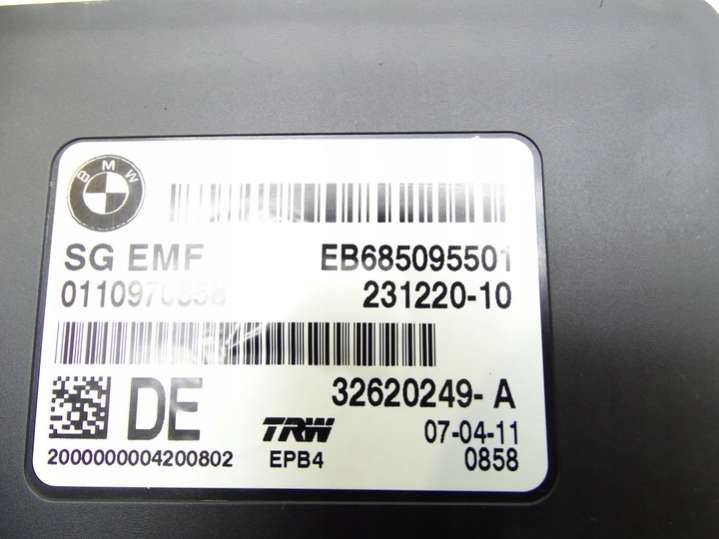 BMW
SG EMF EB685095501
231220-10
DE 32620249-A
TRW 07-04-11
2000000004200802 EPB4 0858